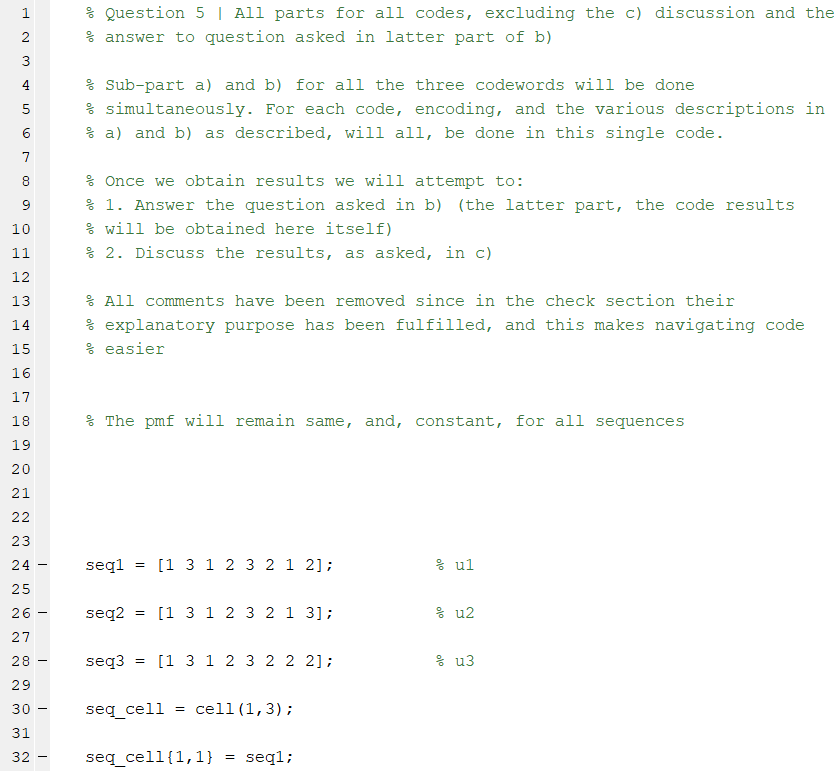 1 % Question 5 | All parts for all codes, excluding the c) discussion and the
2 % answer to question asked in latter part of b)
3
4 % Sub-part a) and b) for all the three codewords will be done
5 % simultaneously. For each code, encoding, and the various descriptions in
6 % a) and b) as described, will all, be done in this single code.
7
8 % Once we obtain results we will attempt to:
9 % 1. Answer the question asked in b) (the latter part, the code results
10 % will be obtained here itself)
11 % 2. Discuss the results, as asked, in c)
12
13 % All comments have been removed since in the check section their
14 % explanatory purpose has been fulfilled, and this makes navigating code
15 % easier
16
17
18 % The pmf will remain same, and, constant, for all sequences
19
20
21
22
23
24 – seq1 = [1 3 1 2 3 2 1 2]; % u1
25
26 – seq2 = [1 3 1 2 3 2 1 3]; % u2
27
28 – seq3 = [1 3 1 2 3 2 2 2]; % u3
29
30 – seq_cell = cell(1,3);
31
32 – seq_cell{1,1} = seq1;